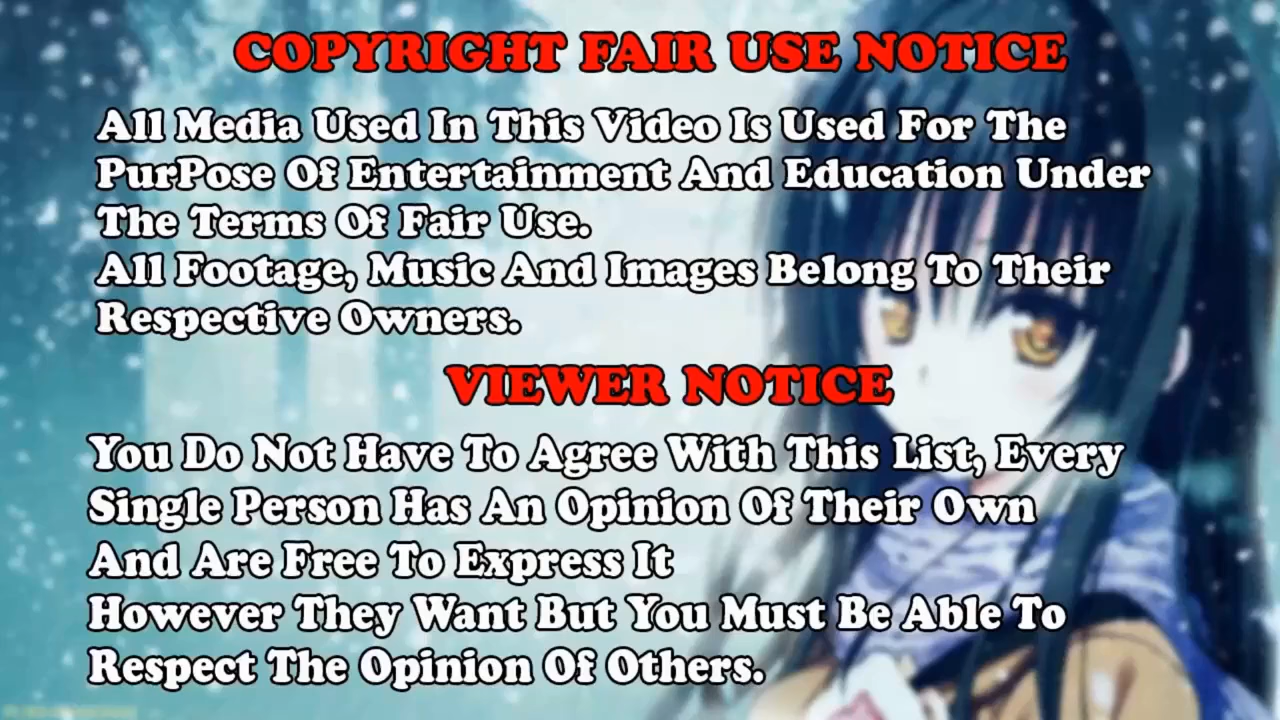 COPYRIGHT FAIR USE NOTICE
All Media Used In This Video Is Used For The
PurPose Of Entertainment And Education Under
The Terms Of Fair Use.
All Footage, Music And Images Belong To Their
Respective Owners.
VIEWER NOTICE
You Do Not Have To Agree With This List, Every
Single Person Has An Opinion Of Their Own
And Are Free To Express It
However They Want But You Must Be Able To
Respect The Opinion Of Others.